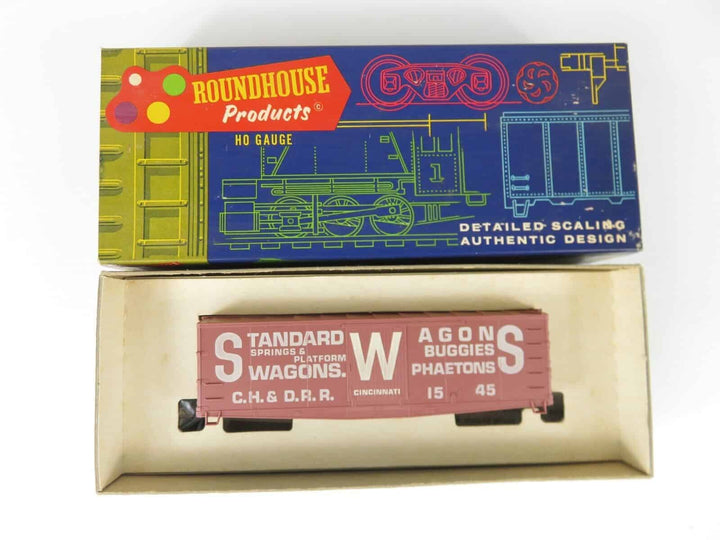 ROUNDHOUSE
Products ©
HO GAUGE
1
DETAILED SCALING
AUTHENTIC DESIGN
STANDARD
SPRINGS &
PLATFORM
WAGONS.
C.H. & D.R.R.
WAGONS
BUGGIES
PHAETONS
CINCINNATI
15 45